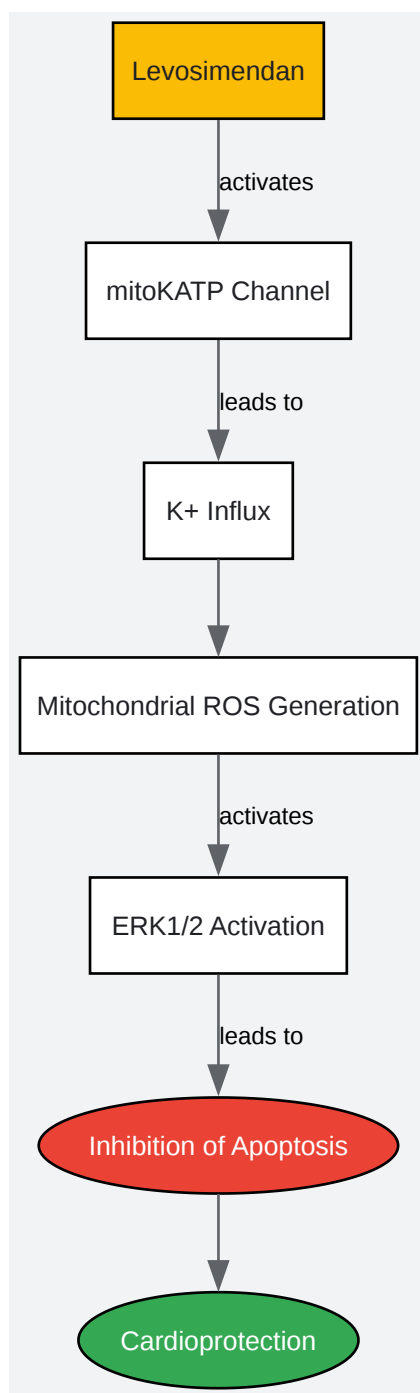 Levosimendan
activates
mitoKATP Channel
leads to
K+ Influx
Mitochondrial ROS Generation
activates
ERK1/2 Activation
leads to
Inhibition of Apoptosis
Cardioprotection